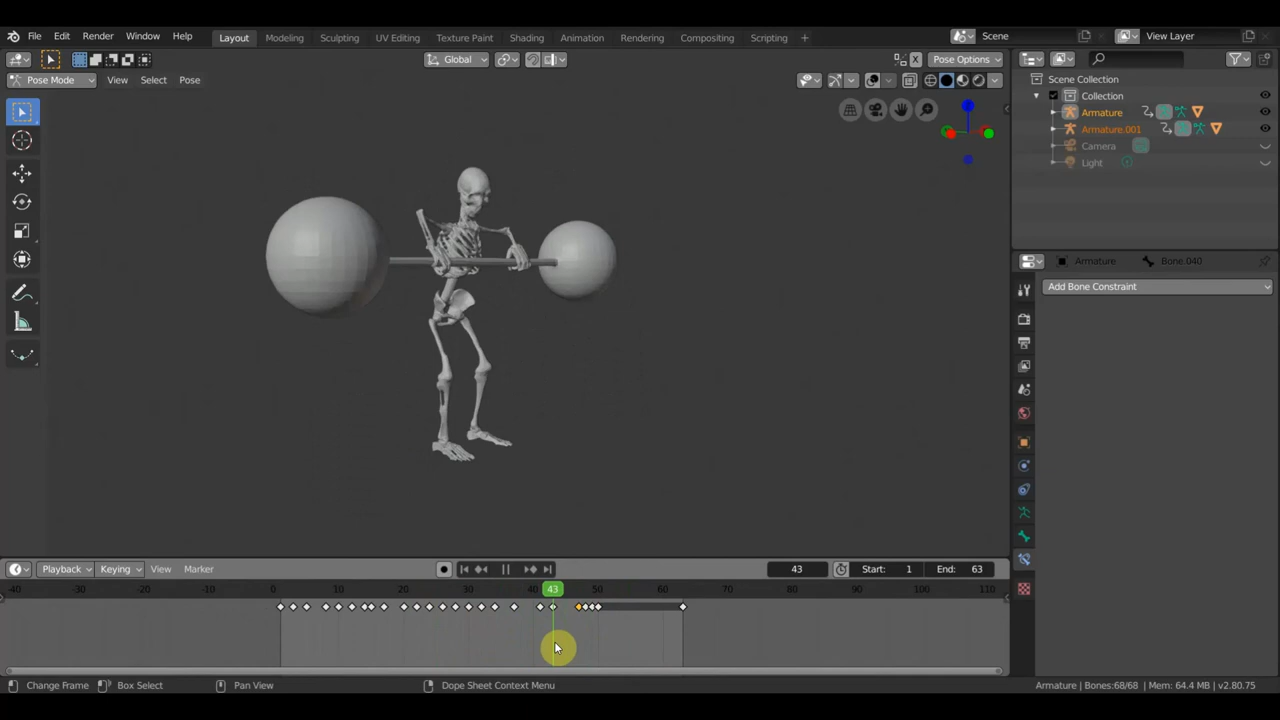 File Edit Render Window Help Layout Modeling Sculpting UV Editing Texture Paint Shading Animation Rendering Compositing Scripting + Scene View Layer
Global Pose Options
Pose Mode View Select Pose
Scene Collection
Collection
Armature
Armature.001
Camera
Light
Armature Bone.040
Add Bone Constraint
Playback Keying View Marker 43 Start: 1 End: 63
-40 -30 -20 -10 0 10 20 30 40 43 50 60 70 80 90 100 110
Change Frame Box Select Pan View Dope Sheet Context Menu Armature | Bones:68/68 | Mem: 64.4 MB | v2.80.75